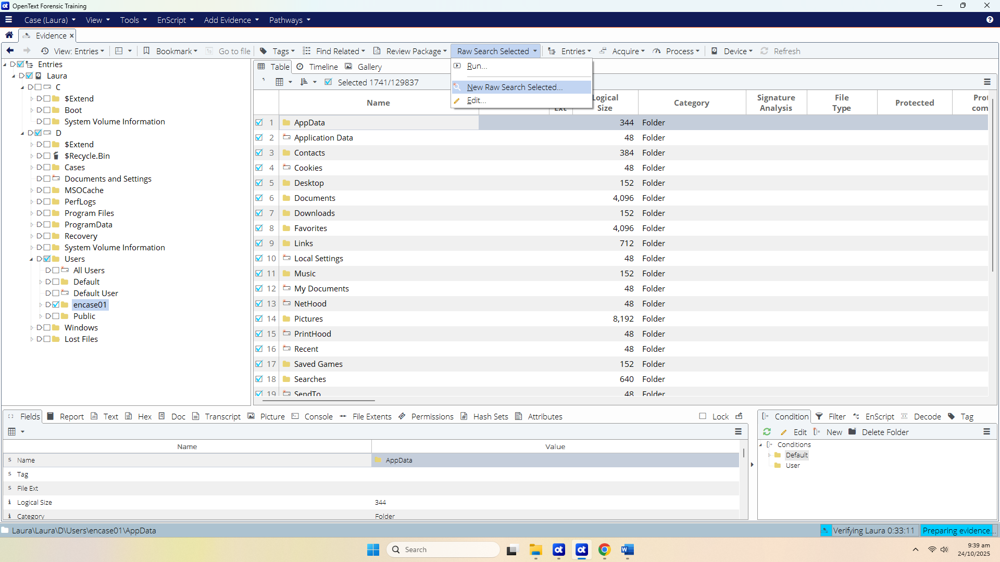 OpenText Forensic Training
Case (Laura) View Tools EnScript Add Evidence Pathways
Evidence
View: Entries Bookmark Go to file Tags Find Related Review Package Raw Search Selected Entries Acquire Process Device Refresh
Run...
New Raw Search Selected...
Edit...
Entries
Laura
C
$Extend
Boot
System Volume Information
D
$Extend
$Recycle.Bin
Cases
Documents and Settings
MSOCache
PerfLogs
Program Files
ProgramData
Recovery
System Volume Information
Users
All Users
Default
Default User
encase01
Public
Windows
Lost Files
Table Timeline Gallery
Selected 1741/129837
Name Ext Logical Size Category Signature Analysis File Type Protected
1 AppData 344 Folder
2 Application Data 48 Folder
3 Contacts 384 Folder
4 Cookies 48 Folder
5 Desktop 152 Folder
6 Documents 4,096 Folder
7 Downloads 152 Folder
8 Favorites 4,096 Folder
9 Links 712 Folder
10 Local Settings 48 Folder
11 Music 152 Folder
12 My Documents 48 Folder
13 NetHood 48 Folder
14 Pictures 8,192 Folder
15 PrintHood 48 Folder
16 Recent 48 Folder
17 Saved Games 152 Folder
18 Searches 640 Folder
19 SendTo 48 Folder
Fields Report Text Hex Doc Transcript Picture Console File Extents Permissions Hash Sets Attributes Lock
Name Value
S Name AppData
S Tag
S File Ext
i Logical Size 344
i Category Folder
Condition Filter EnScript Decode Tag
Edit New Delete Folder
Conditions
Default
User
Laura\Laura\D\Users\encase01\AppData
Verifying Laura 0:33:11 Preparing evidence...
Search
9:39 am
24/10/2025